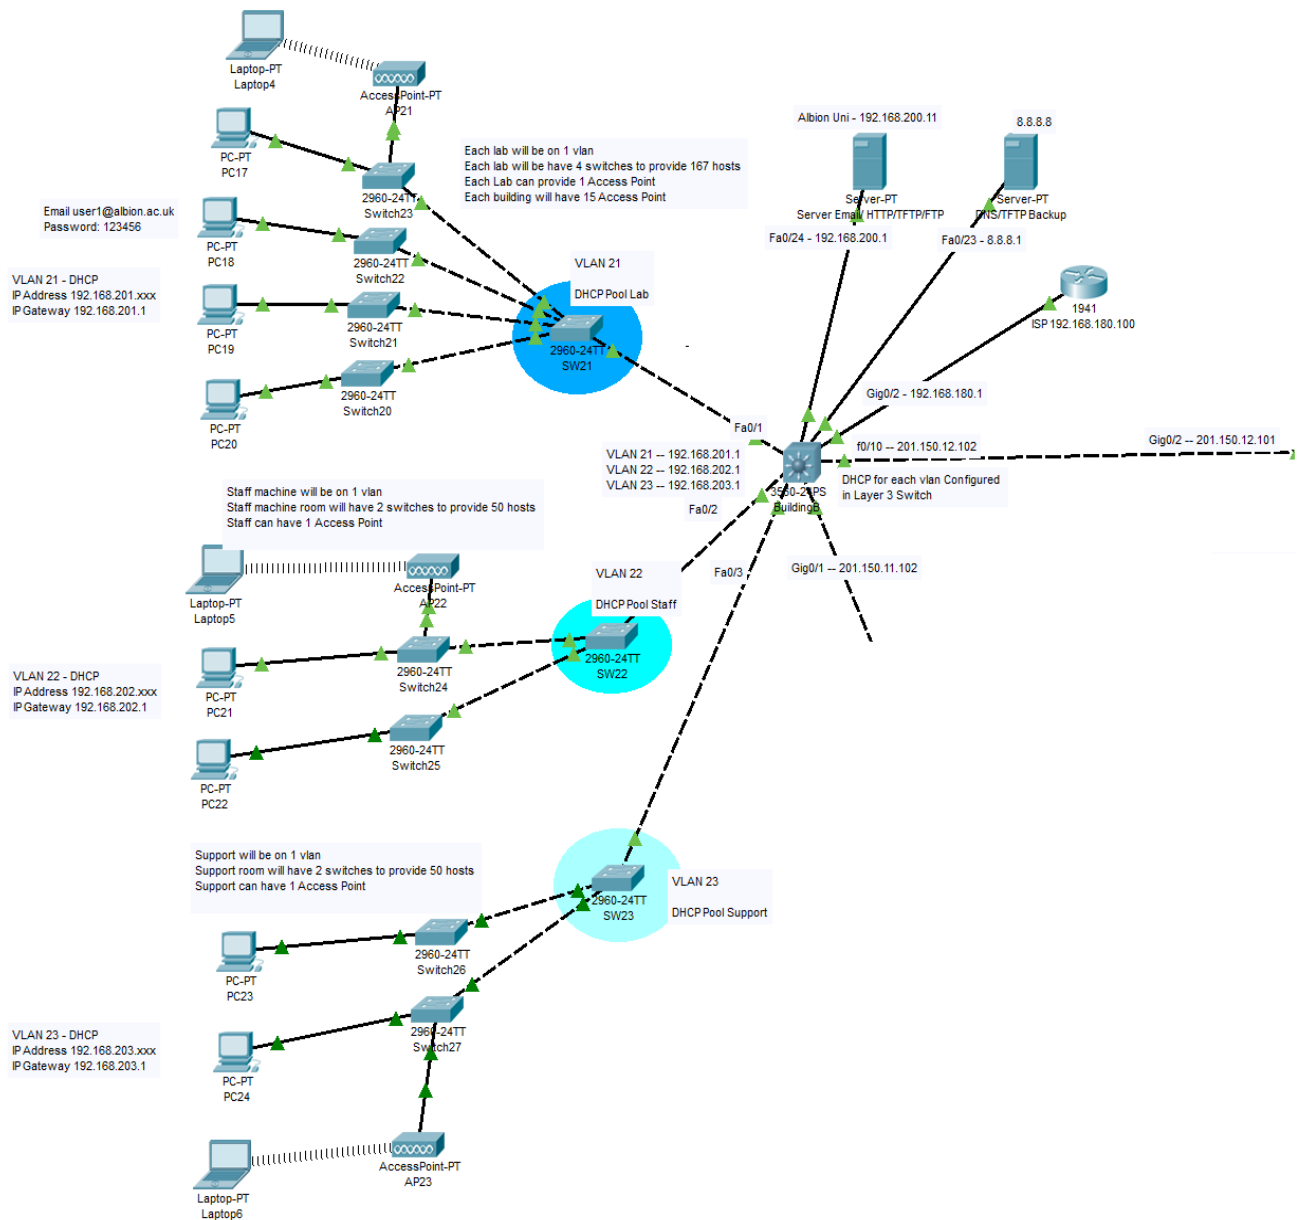 Laptop-PT
Laptop4
AccessPoint-PT
AP21
PC-PT
PC17
2960-24TT
Switch23
Each lab will be on 1 vlan
Each lab will be have 4 switches to provide 167 hosts
Each Lab can provide 1 Access Point
Each building will have 15 Access Point
Albion Uni - 192.168.200.11
8.8.8.8
Server-PT
Server Email/ HTTP/TFTP/FTP
Server-PT
DNS/TFTP Backup
Fa0/24 - 192.168.200.1
Fa0/23 - 8.8.8.1
Email user1@albion.ac.uk
Password: 123456
PC-PT
PC18
2960-24TT
Switch22
VLAN 21 - DHCP
IP Address 192.168.201.xxx
IP Gateway 192.168.201.1
PC-PT
PC19
2960-24TT
Switch21
PC-PT
PC20
2960-24TT
Switch20
VLAN 21
DHCP Pool Lab
2960-24TT
SW21
-
1941
ISP 192.168.180.100
Gig0/2 - 192.168.180.1
Fa0/1
VLAN 21 -- 192.168.201.1
VLAN 22 -- 192.168.202.1
VLAN 23 -- 192.168.203.1
f0/10 -- 201.150.12.102
Gig0/2 -- 201.150.12.101
3560-24PS
BuildingB
DHCP for each vlan Configured
in Layer 3 Switch
Fa0/2
Fa0/3
Gig0/1 -- 201.150.11.102
Staff machine will be on 1 vlan
Staff machine room will have 2 switches to provide 50 hosts
Staff can have 1 Access Point
Laptop-PT
Laptop5
AccessPoint-PT
AP22
VLAN 22
DHCP Pool Staff
2960-24TT
SW22
VLAN 22 - DHCP
IP Address 192.168.202.xxx
IP Gateway 192.168.202.1
PC-PT
PC21
2960-24TT
Switch24
PC-PT
PC22
2960-24TT
Switch25
Support will be on 1 vlan
Support room will have 2 switches to provide 50 hosts
Support can have 1 Access Point
2960-24TT
SW23
VLAN 23
DHCP Pool Support
PC-PT
PC23
2960-24TT
Switch26
VLAN 23 - DHCP
IP Address 192.168.203.xxx
IP Gateway 192.168.203.1
PC-PT
PC24
2960-24TT
Switch27
AccessPoint-PT
AP23
Laptop-PT
Laptop6